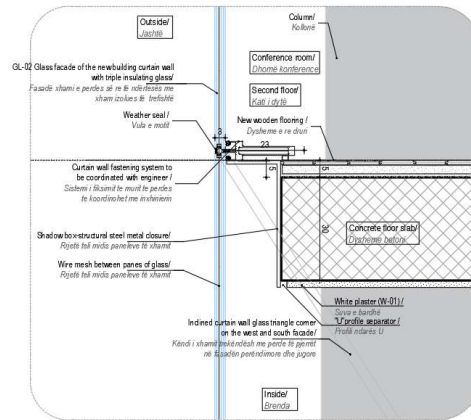 Outside/
Jashtë
Column/
Kollonë
GL-02 Glass facade of the new building curtain wall
with triple insulating glass/
Fasadë xhami e perdes së re të ndërtesës me
xham izolues të trefishtë
Conference room/
Dhomë konference
Second floor/
Kati i dytë
Weather seal /
Vula e motit
New wooden flooring /
Dysheme e re druri
3
23
Curtain wall fastening system to
be coordinated with engineer /
Sistemi i fiksimit te murit te perdes
te koordinohet me inxhinierin
5
5
Shadow box-structural steel metal closure/
Rrjetë teli midis paneleve të xhamit
Concrete floor slab/
Dysheme betoni
30
Wire mesh between panes of glass/
Rrjetë teli midis paneleve të xhamit
White plaster (W-01) /
Suva e bardhë
"U" profile separator /
Profili ndarës U
Inclined curtain wall glass triangle corner
on the west and south facade/
Këndi i xhamit trekëndësh me perde të pjerrët
në fasadën perëndimore dhe jugore
Inside/
Brenda